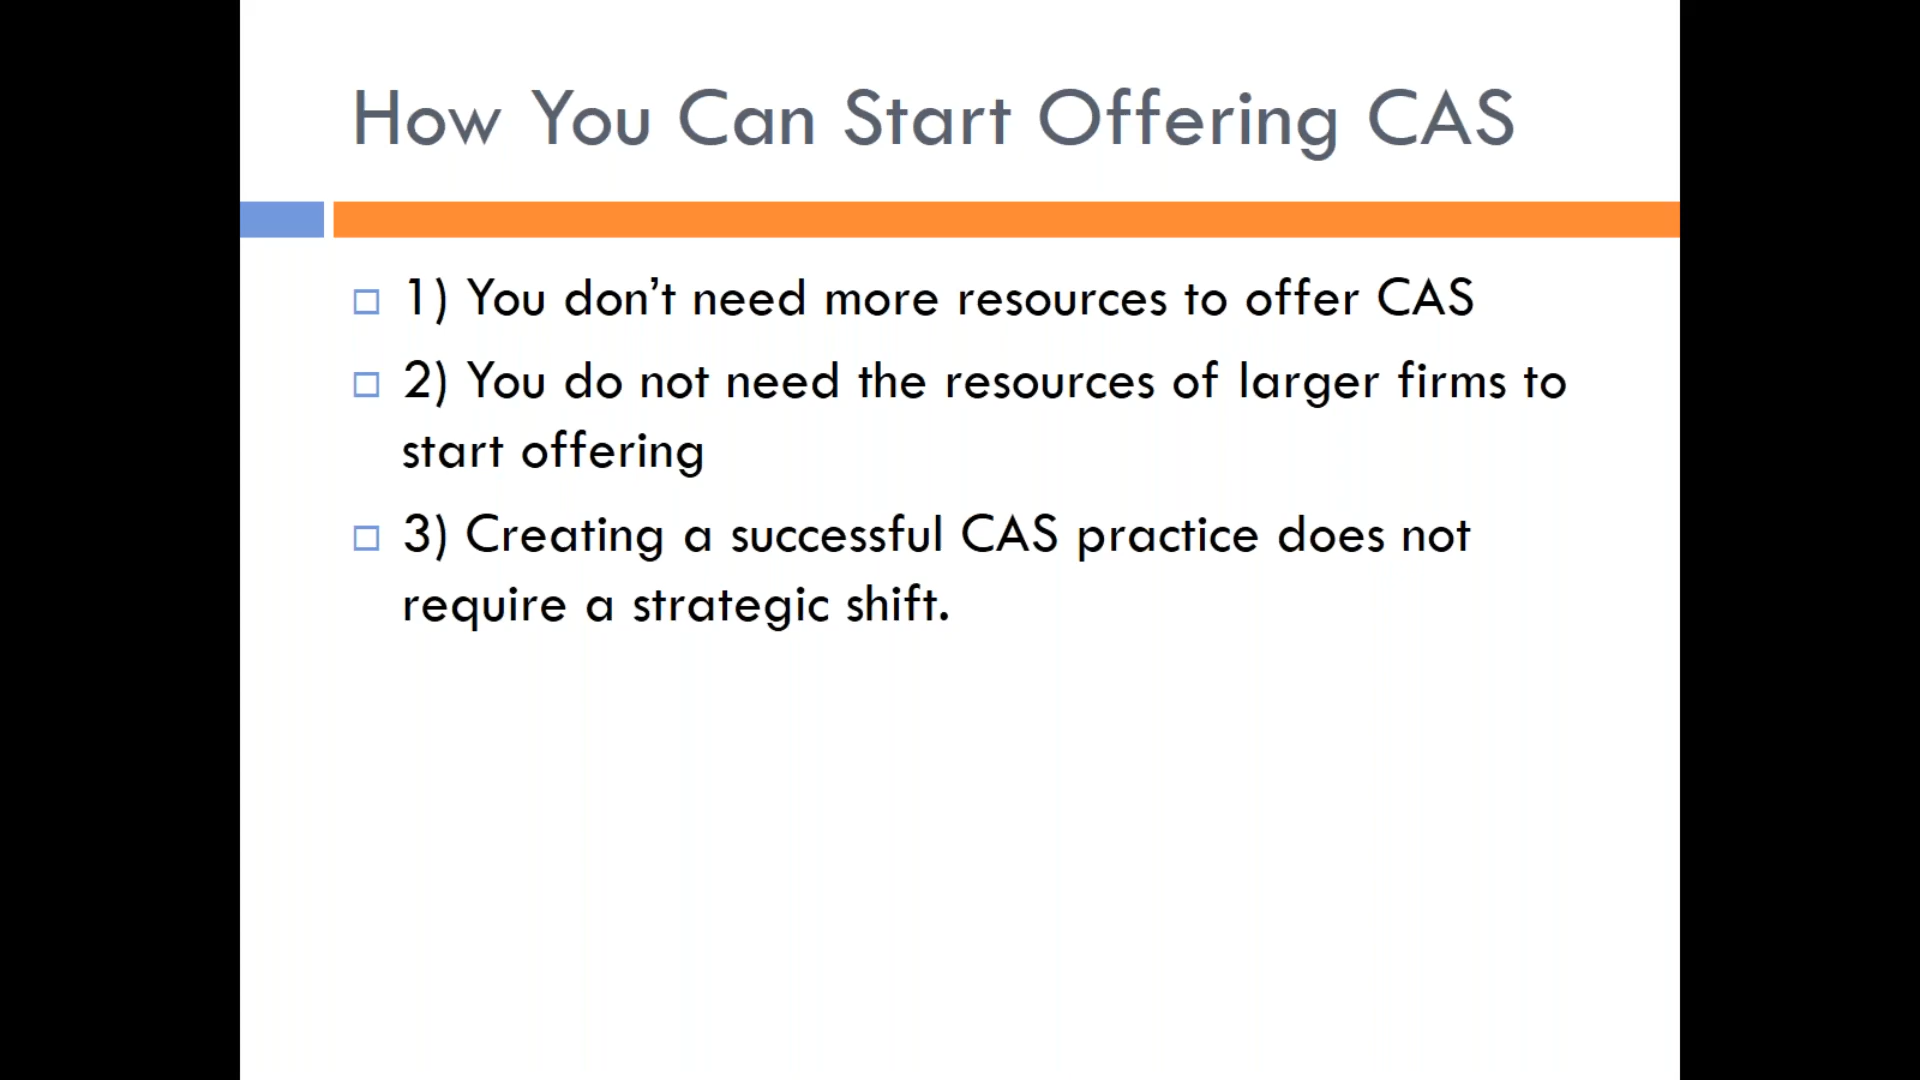 How You Can Start Offering CAS
1) You don’t need more resources to offer CAS
2) You do not need the resources of larger firms to
start offering
3) Creating a successful CAS practice does not
require a strategic shift.